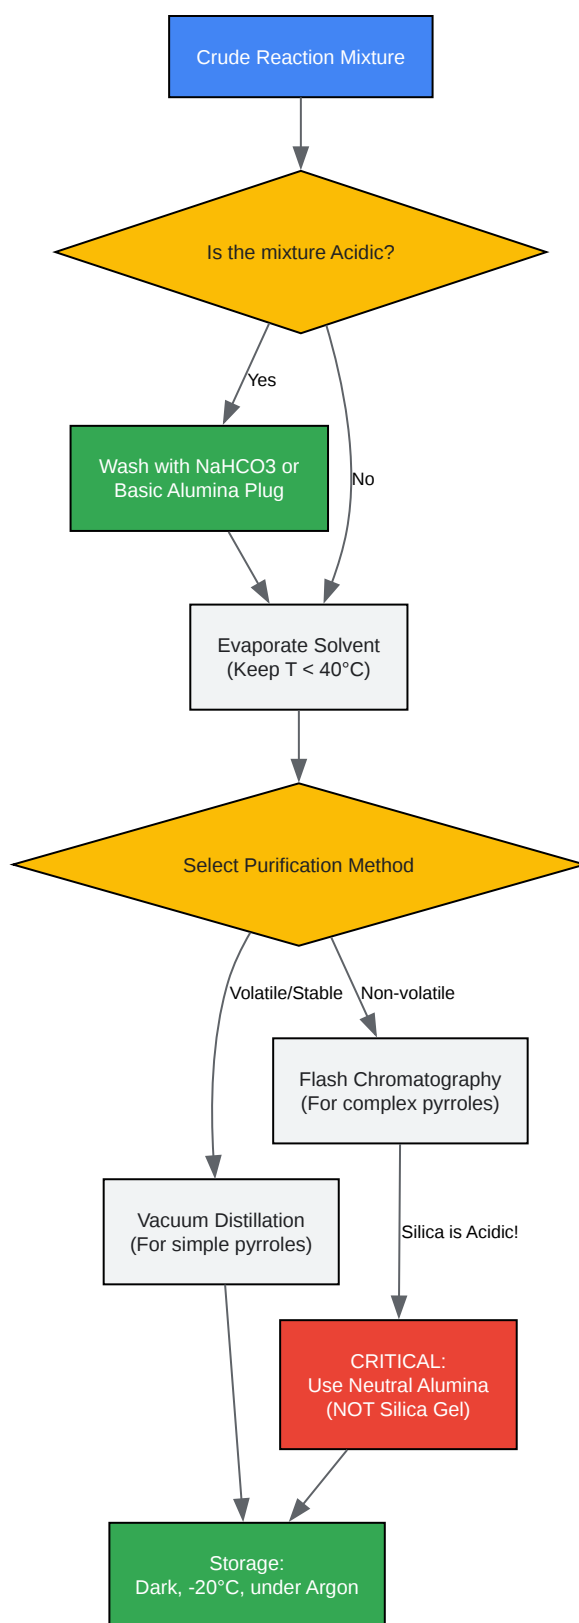 Crude Reaction Mixture
Is the mixture Acidic?
Yes
Wash with NaHCO3 or
Basic Alumina Plug
No
Evaporate Solvent
(Keep T < 40°C)
Select Purification Method
Volatile/Stable
Non-volatile
Flash Chromatography
(For complex pyrroles)
Vacuum Distillation
(For simple pyrroles)
Silica is Acidic!
CRITICAL:
Use Neutral Alumina
(NOT Silica Gel)
Storage:
Dark, -20°C, under Argon